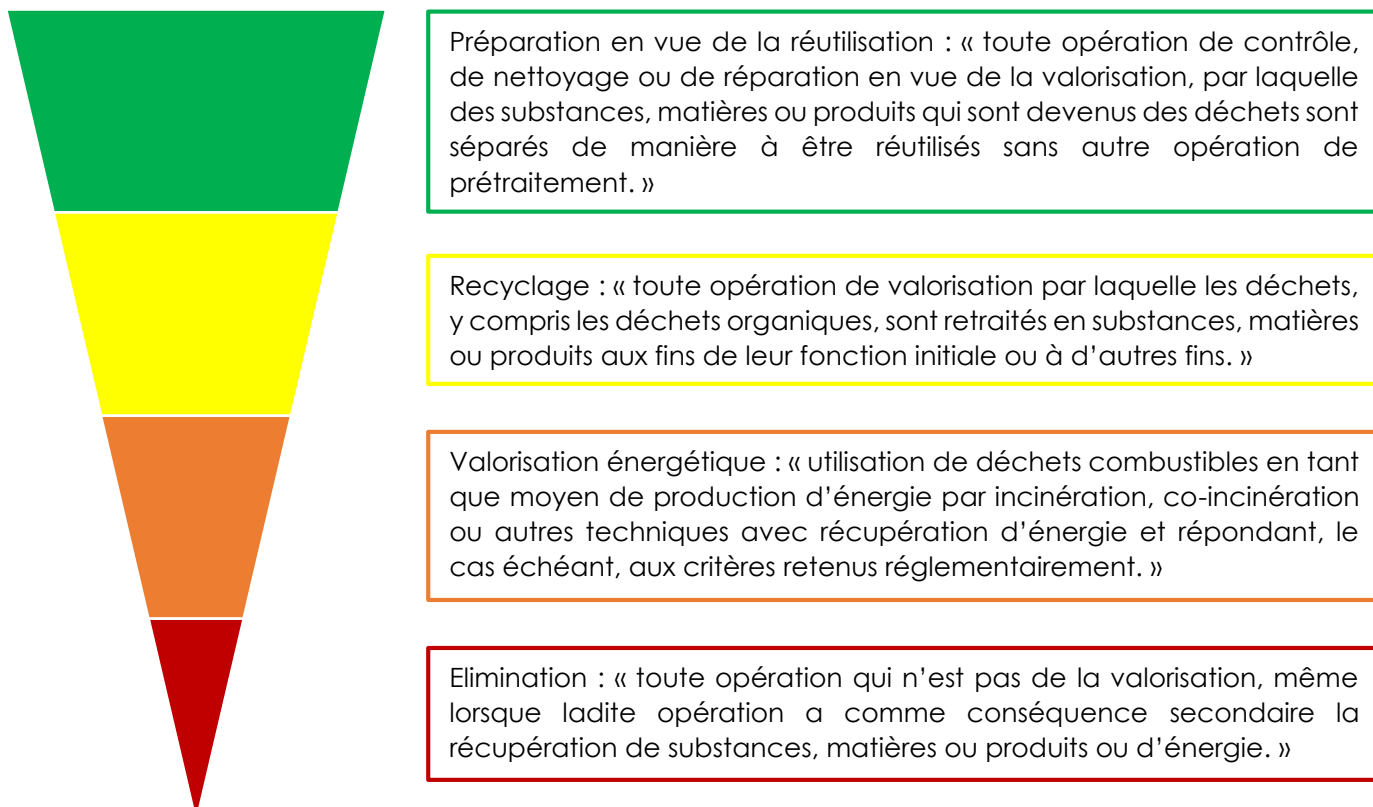 Préparation en vue de la réutilisation : « toute opération de contrôle,
de nettoyage ou de réparation en vue de la valorisation, par laquelle
des substances, matières ou produits qui sont devenus des déchets sont
séparés de manière à être réutilisés sans autre opération de
prétraitement. »
Recyclage : « toute opération de valorisation par laquelle les déchets,
y compris les déchets organiques, sont retraités en substances, matières
ou produits aux fins de leur fonction initiale ou à d’autres fins. »
Valorisation énergétique : « utilisation de déchets combustibles en tant
que moyen de production d’énergie par incinération, co-incinération
ou autres techniques avec récupération d’énergie et répondant, le
cas échéant, aux critères retenus réglementairement. »
Elimination : « toute opération qui n’est pas de la valorisation, même
lorsque ladite opération a comme conséquence secondaire la
récupération de substances, matières ou produits ou d’énergie. »